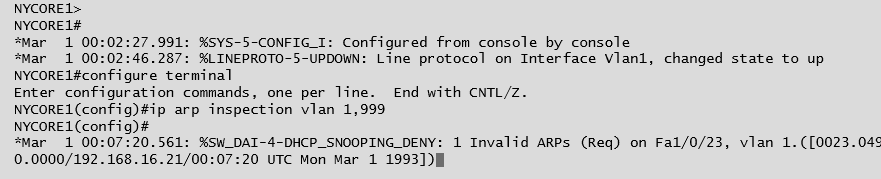 NYCORE1>
NYCORE1#
*Mar  1 00:02:27.991: %SYS-5-CONFIG_I: Configured from console by console
*Mar  1 00:02:46.287: %LINEPROTO-5-UPDOWN: Line protocol on Interface Vlan1, changed state to up
NYCORE1#configure terminal
Enter configuration commands, one per line.  End with CNTL/Z.
NYCORE1(config)#ip arp inspection vlan 1,999
NYCORE1(config)#
*Mar  1 00:07:20.561: %SW_DAI-4-DHCP_SNOOPING_DENY: 1 Invalid ARPs (Req) on Fa1/0/23, vlan 1.([0023.049
0.0000/192.168.16.21/00:07:20 UTC Mon Mar 1 1993])